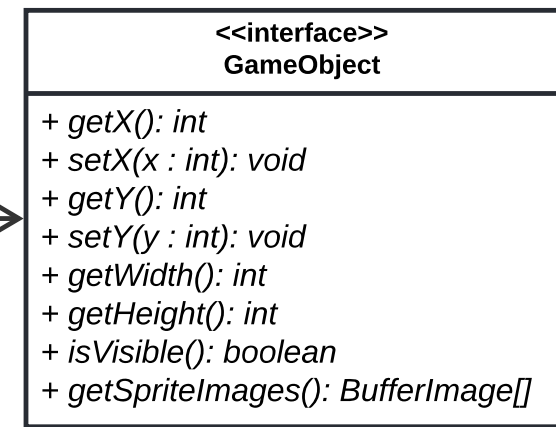 <<interface>>
GameObject
+ getX(): int
+ setX(x : int): void
+ getY(): int
+ setY(y : int): void
+ getWidth(): int
+ getHeight(): int
+ isVisible(): boolean
+ getSpriteImages(): BufferImage[]